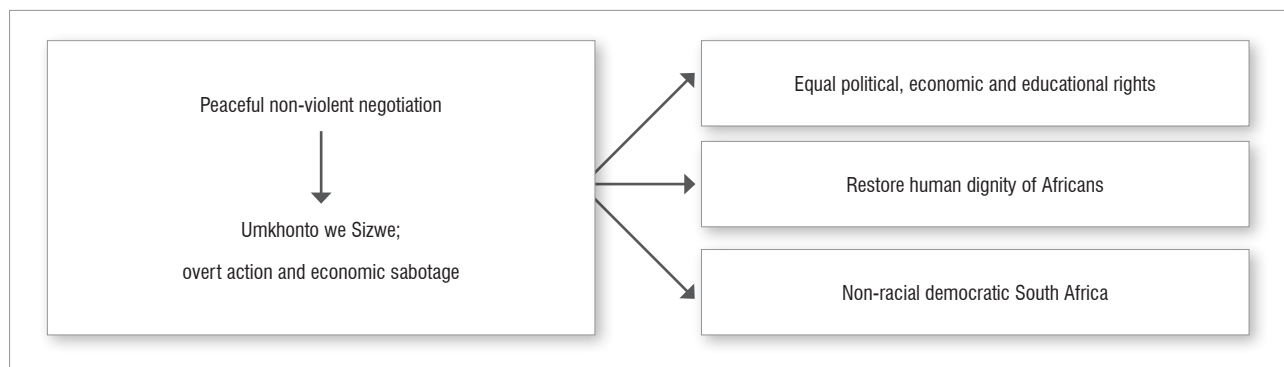 Peaceful non-violent negotiation
Umkhonto we Sizwe;
overt action and economic sabotage
Equal political, economic and educational rights
Restore human dignity of Africans
Non-racial democratic South Africa